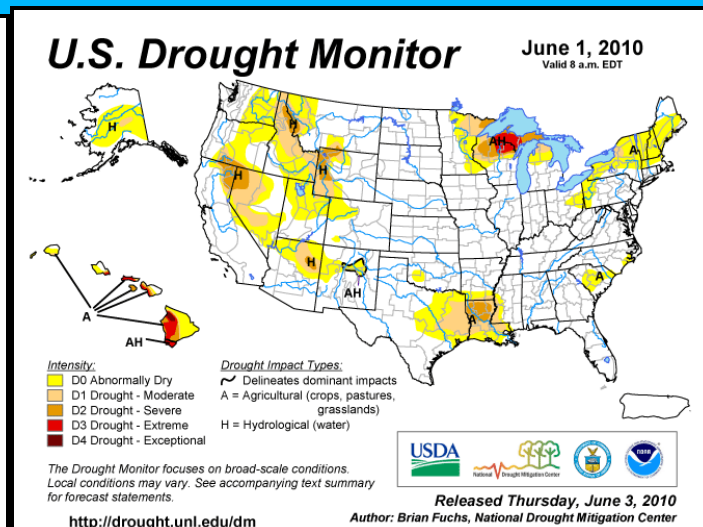 U.S. Drought Monitor
June 1, 2010
Valid 8 a.m. EDT
H
H
H
H
H
AH
AH
A
A
A
A
AH
Intensity:
D0 Abnormally Dry
D1 Drought - Moderate
D2 Drought - Severe
D3 Drought - Extreme
D4 Drought - Exceptional
Drought Impact Types:
Delineates dominant impacts
A = Agricultural (crops, pastures,
grasslands)
H = Hydrological (water)
The Drought Monitor focuses on broad-scale conditions.
Local conditions may vary. See accompanying text summary
for forecast statements.
http://drought.unl.edu/dm
USDA
National Drought Mitigation Center
Released Thursday, June 3, 2010
Author: Brian Fuchs, National Drought Mitigation Center